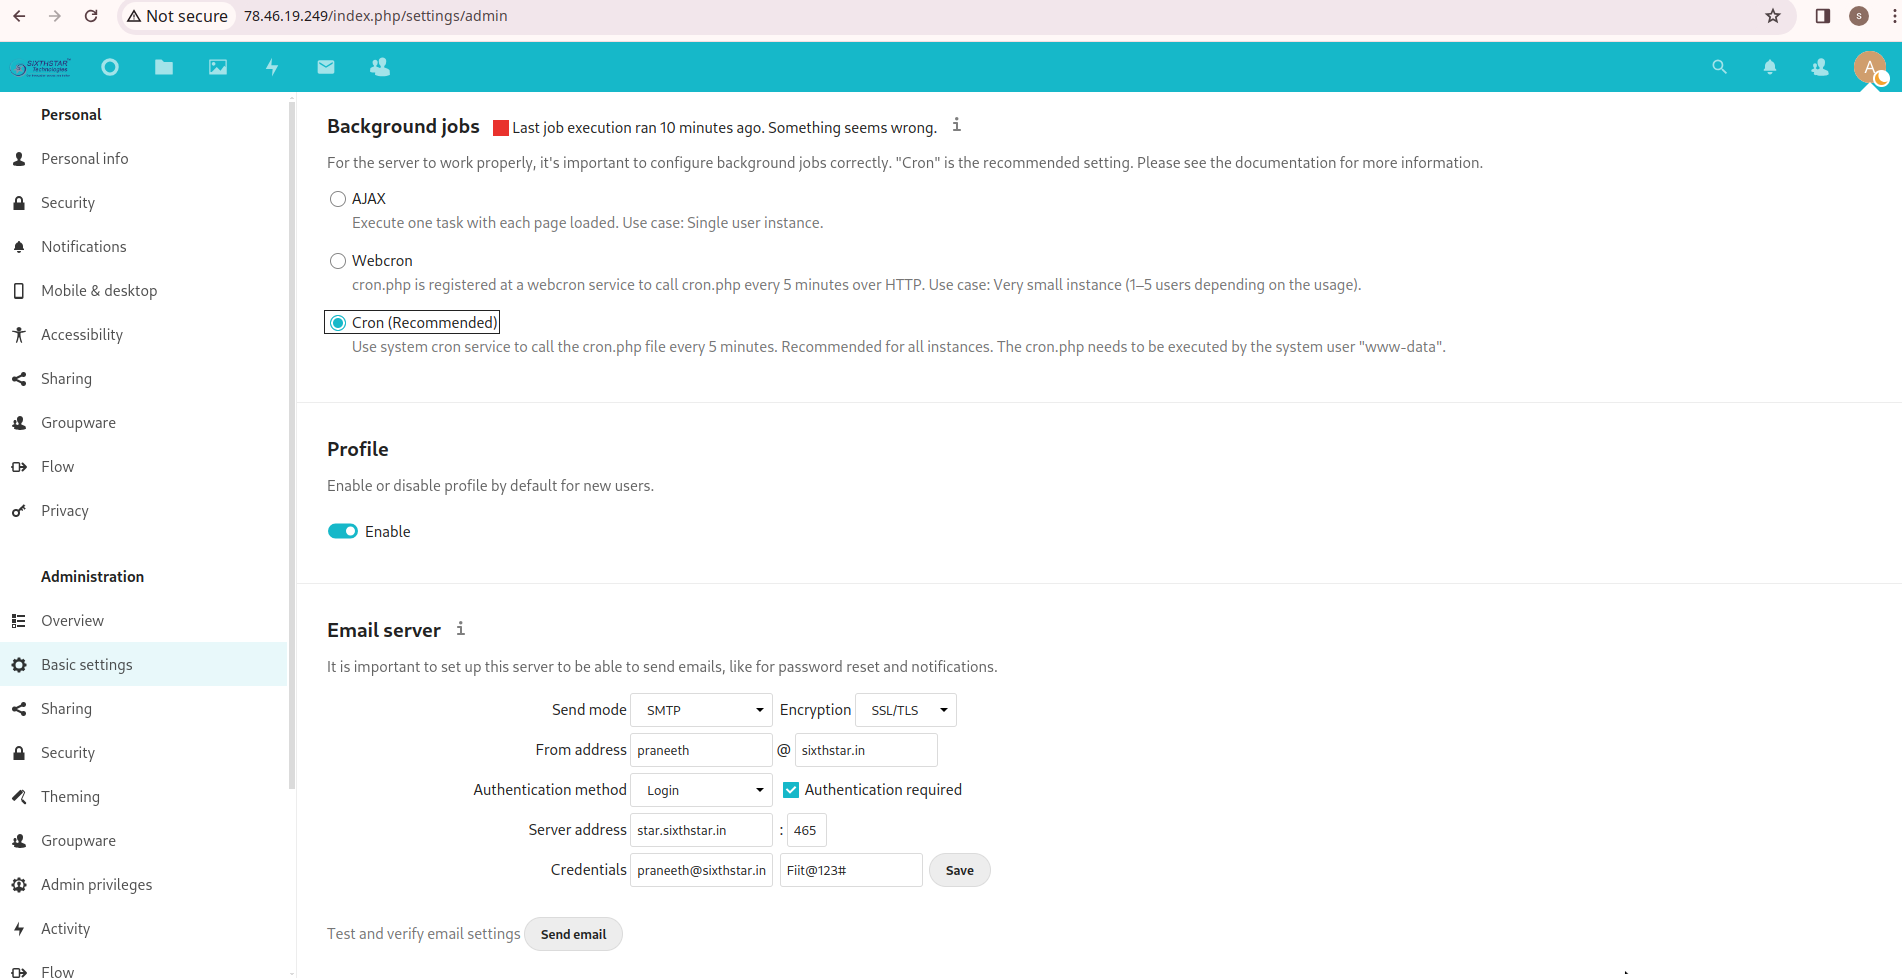 Not secure 78.46.19.249/index.php/settings/admin
S
SIXTHSTAR
Technologies
A
Personal
Personal info
Security
Notifications
Mobile & desktop
Accessibility
Sharing
Groupware
Flow
Privacy
Administration
Overview
Basic settings
Sharing
Security
Theming
Groupware
Admin privileges
Activity
Flow
Background jobs Last job execution ran 10 minutes ago. Something seems wrong.
For the server to work properly, it's important to configure background jobs correctly. "Cron" is the recommended setting. Please see the documentation for more information.
AJAX
Execute one task with each page loaded. Use case: Single user instance.
Webcron
cron.php is registered at a webcron service to call cron.php every 5 minutes over HTTP. Use case: Very small instance (1–5 users depending on the usage).
Cron (Recommended)
Use system cron service to call the cron.php file every 5 minutes. Recommended for all instances. The cron.php needs to be executed by the system user "www-data".
Profile
Enable or disable profile by default for new users.
Enable
Email server
It is important to set up this server to be able to send emails, like for password reset and notifications.
Send mode SMTP Encryption SSL/TLS
From address praneeth @ sixthstar.in
Authentication method Login Authentication required
Server address star.sixthstar.in : 465
Credentials praneeth@sixthstar.in Fiit@123# Save
Test and verify email settings Send email